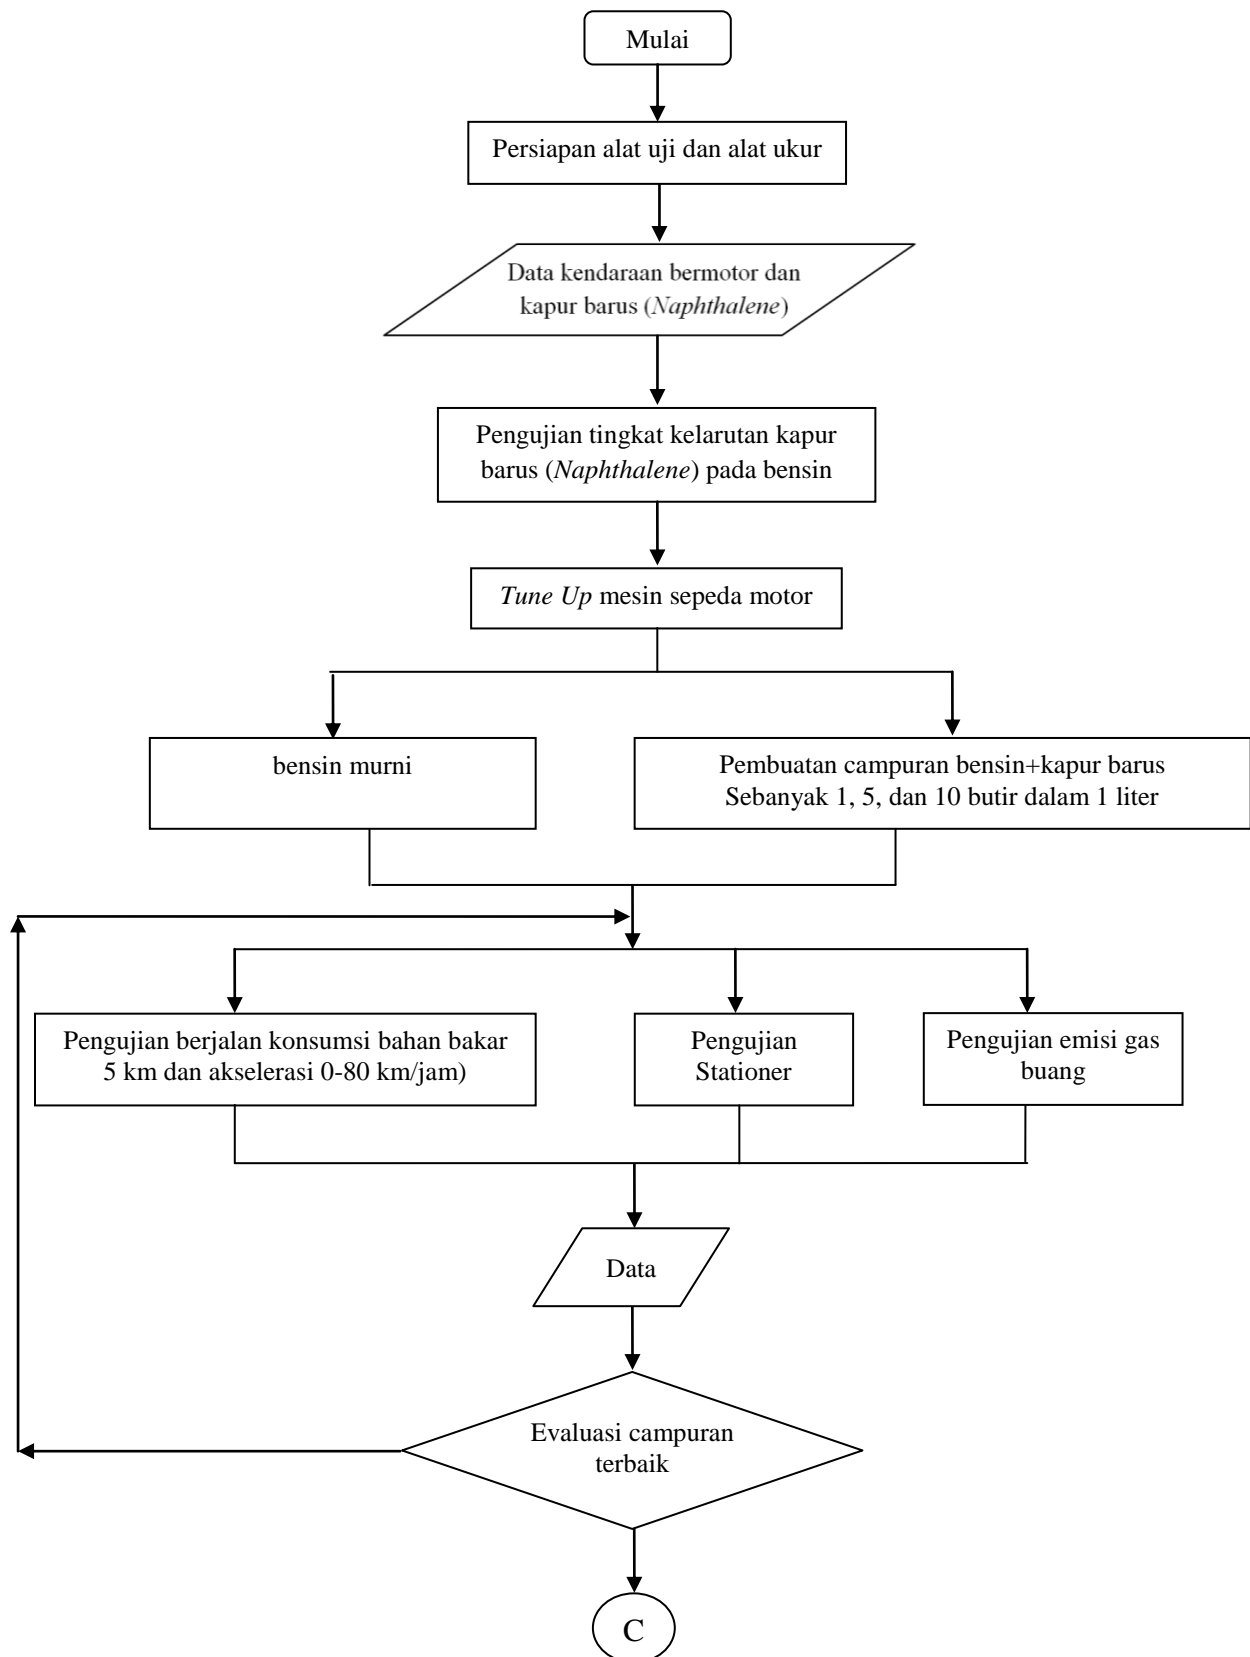 Mulai
Persiapan alat uji dan alat ukur
Data kendaraan bermotor dan
kapur barus (Naphthalene)
Pengujian tingkat kelarutan kapur
barus (Naphthalene) pada bensin
Tune Up mesin sepeda motor
bensin murni
Pembuatan campuran bensin+kapur barus
Sebanyak 1, 5, dan 10 butir dalam 1 liter
Pengujian berjalan konsumsi bahan bakar
5 km dan akselerasi 0-80 km/jam)
Pengujian
Stationer
Pengujian emisi gas
buang
Data
Evaluasi campuran
terbaik
C